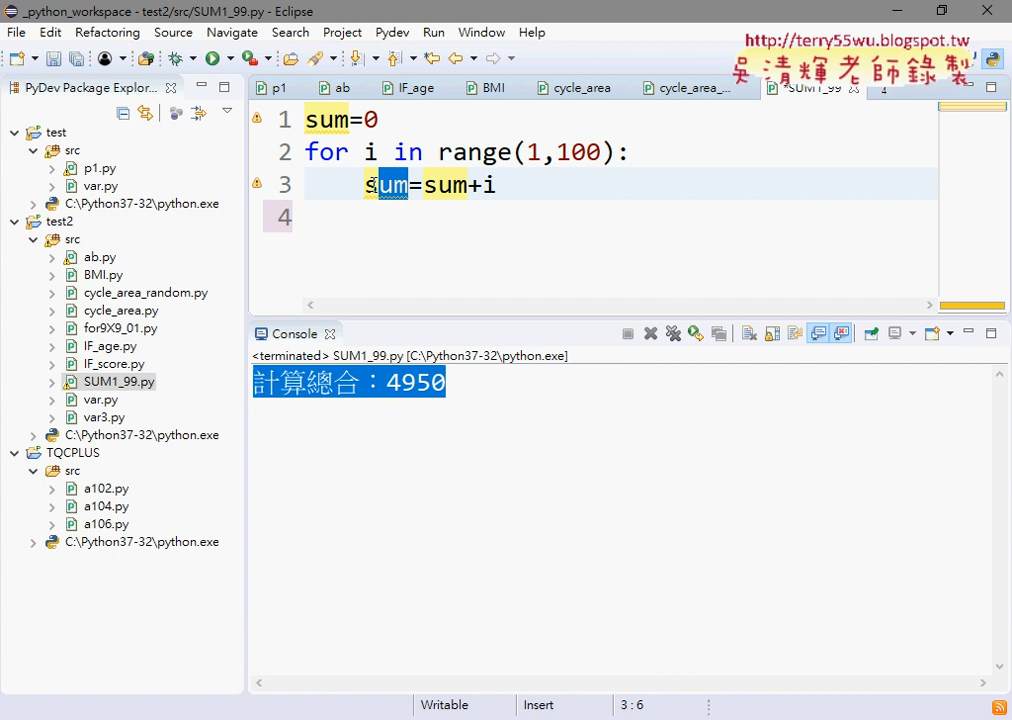 _python_workspace - test2/src/SUM1_99.py - Eclipse
File Edit Refactoring Source Navigate Search Project Pydev Run Window Help
http://terry55wu.blogspot.tw
吳清輝老師錄製
PyDev Package Explor...
p1 ab IF_age BMI cycle_area cycle_area_... *SUM1_99
test
src
p1.py
var.py
C:\Python37-32\python.exe
test2
src
ab.py
BMI.py
cycle_area_random.py
cycle_area.py
for9X9_01.py
IF_age.py
IF_score.py
SUM1_99.py
var.py
var3.py
C:\Python37-32\python.exe
TQCPLUS
src
a102.py
a104.py
a106.py
C:\Python37-32\python.exe
1 sum=0
2 for i in range(1,100):
3 sum=sum+i
4
Console
<terminated> SUM1_99.py [C:\Python37-32\python.exe]
計算總合：4950
Writable Insert 3 : 6